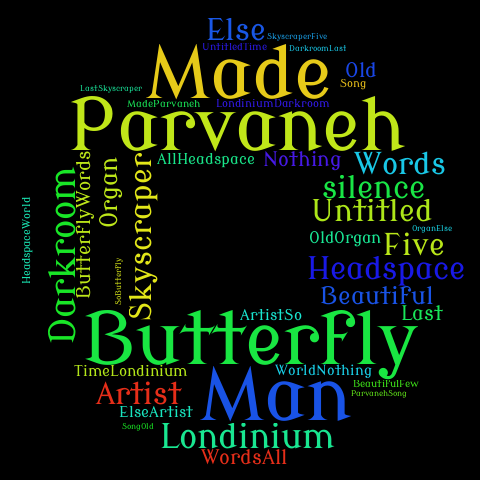 Else
SkyscraperFive
UntitledTime
DarkroomLast
Made
Old
LastSkyscraper
Song
MadeParvaneh
LondiniumDarkroom
Parvaneh
AllHeadspace
Nothing
Words
silence
Untitled
OrganElse
OldOrgan
Five
Headspace
Beautiful
Last
HeadspaceWorld
Darkroom
ButterflyWords
Organ
SoButterfly
Skyscraper
ArtistSo
Butterfly
TimeLondinium
WorldNothing
Man
Artist
BeautifulFew
ParvanehSong
ElseArtist
SongOld
Londinium
WordsAll